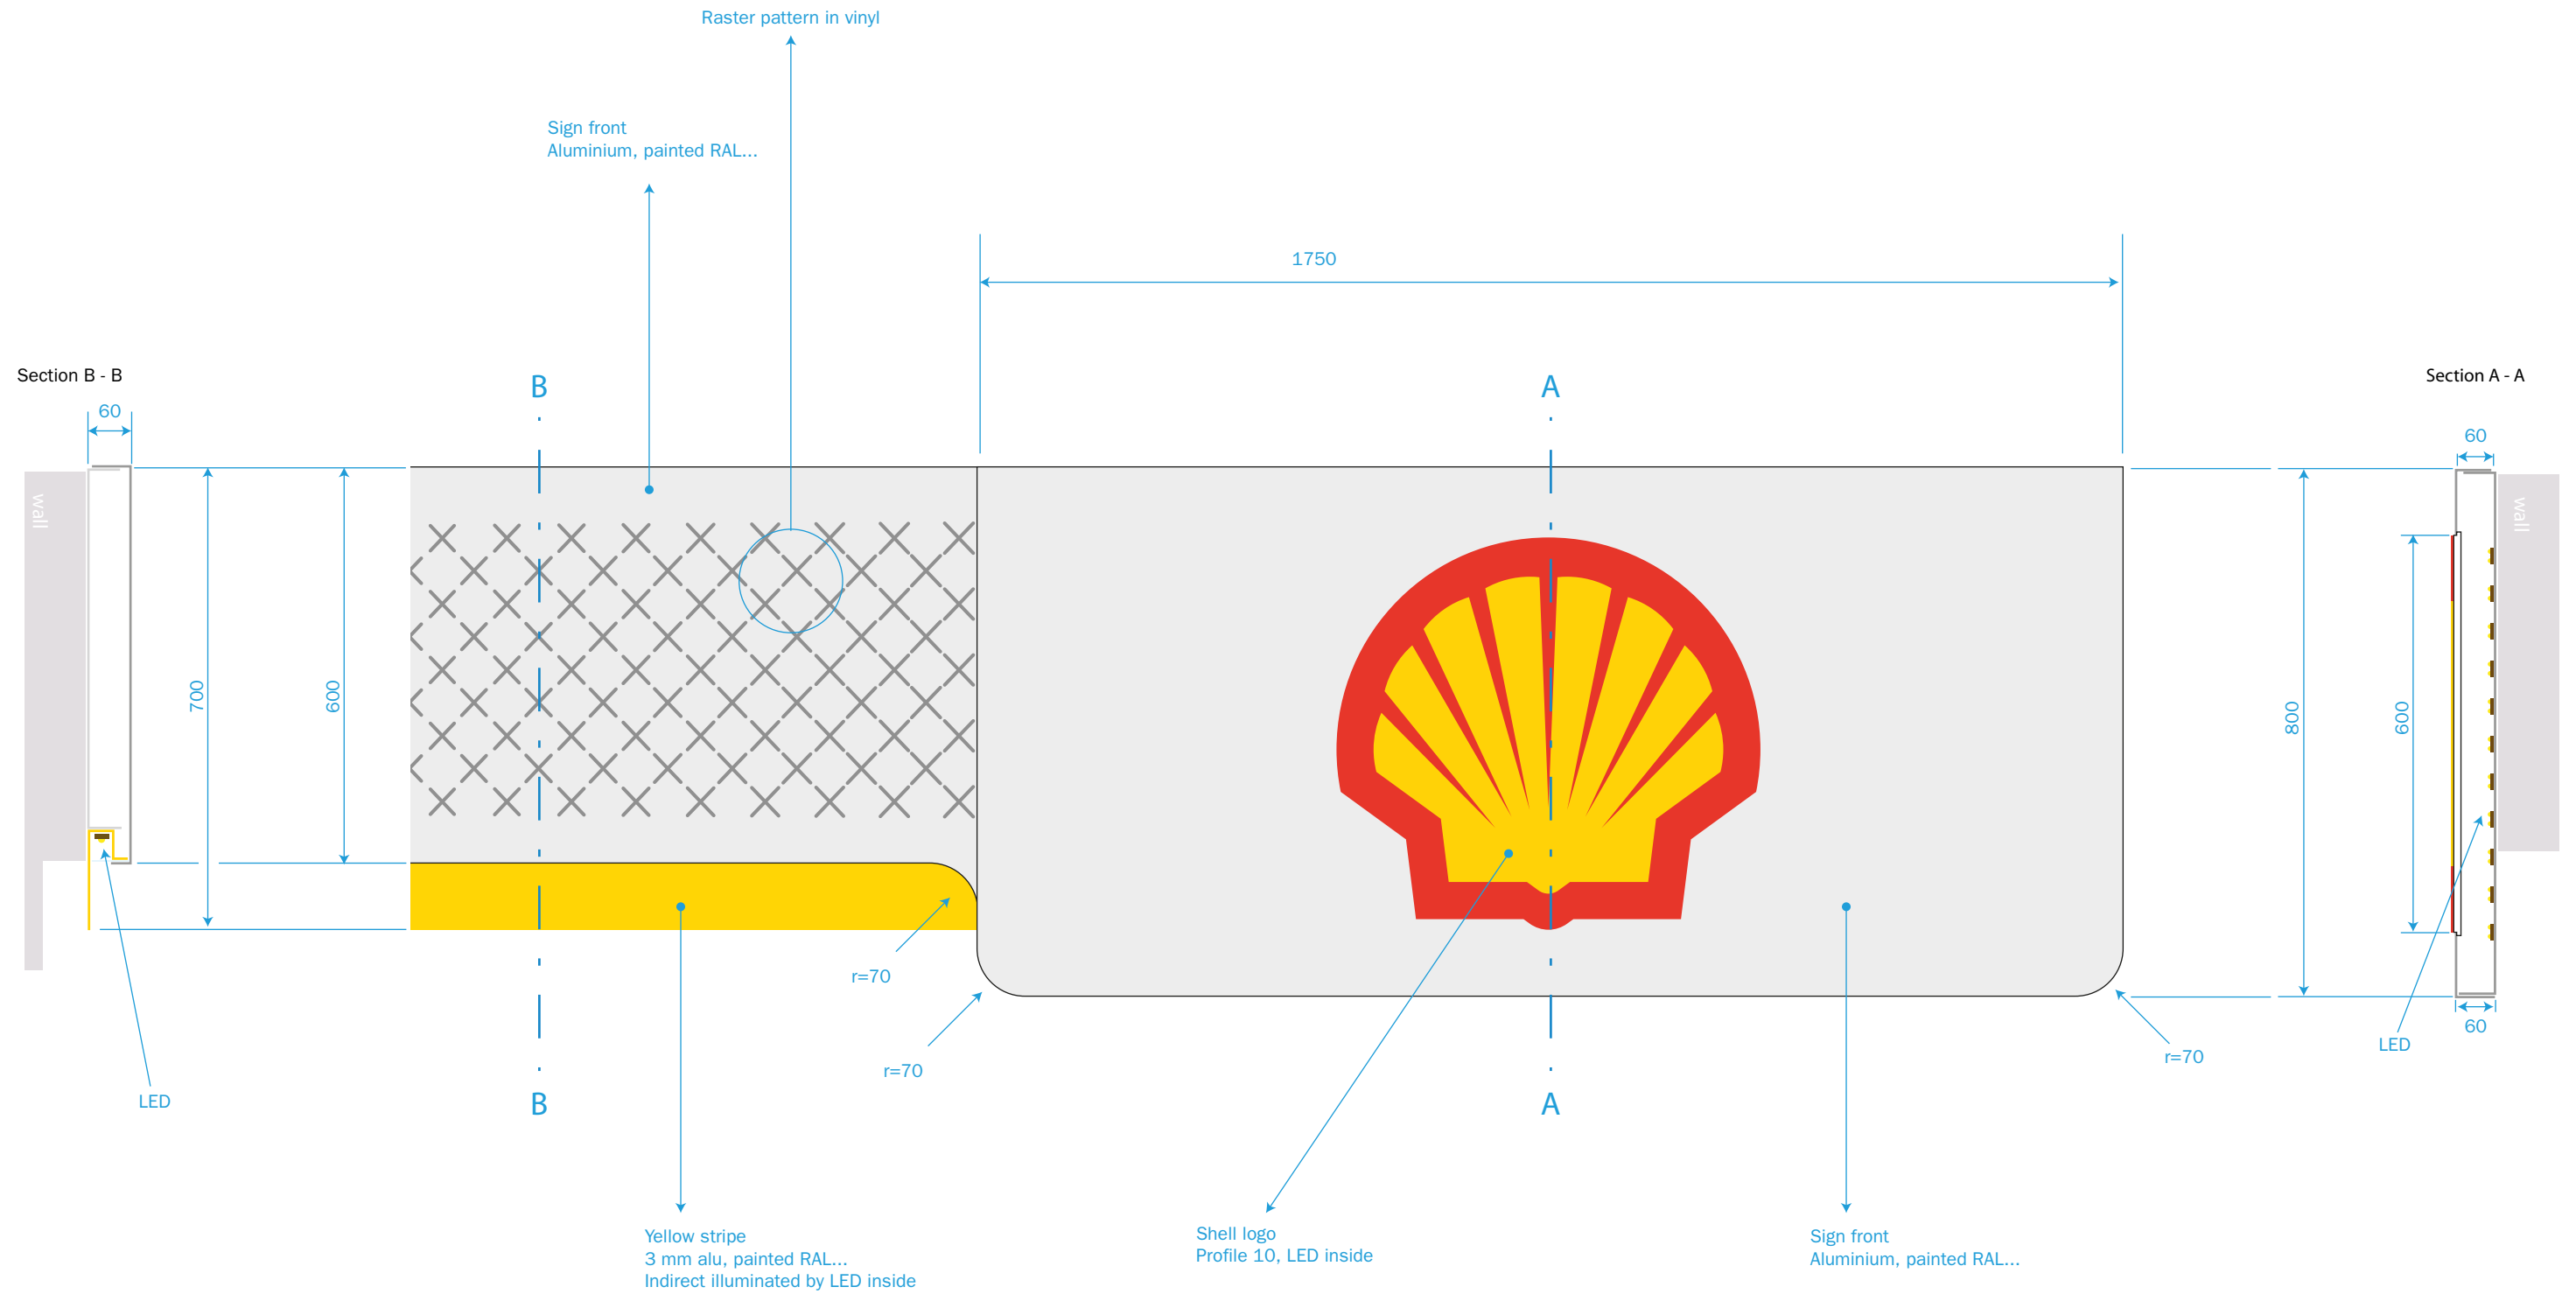 Raster pattern in vinyl
Sign front
Aluminium, painted RAL...
1750
Section B - B
B
A
Section A - A
60
60
wall
wall
700
600
800
600
r=70
r=70
r=70
60
LED
LED
B
A
Yellow stripe
3 mm alu, painted RAL...
Indirect illuminated by LED inside
Shell logo
Profile 10, LED inside
Sign front
Aluminium, painted RAL...